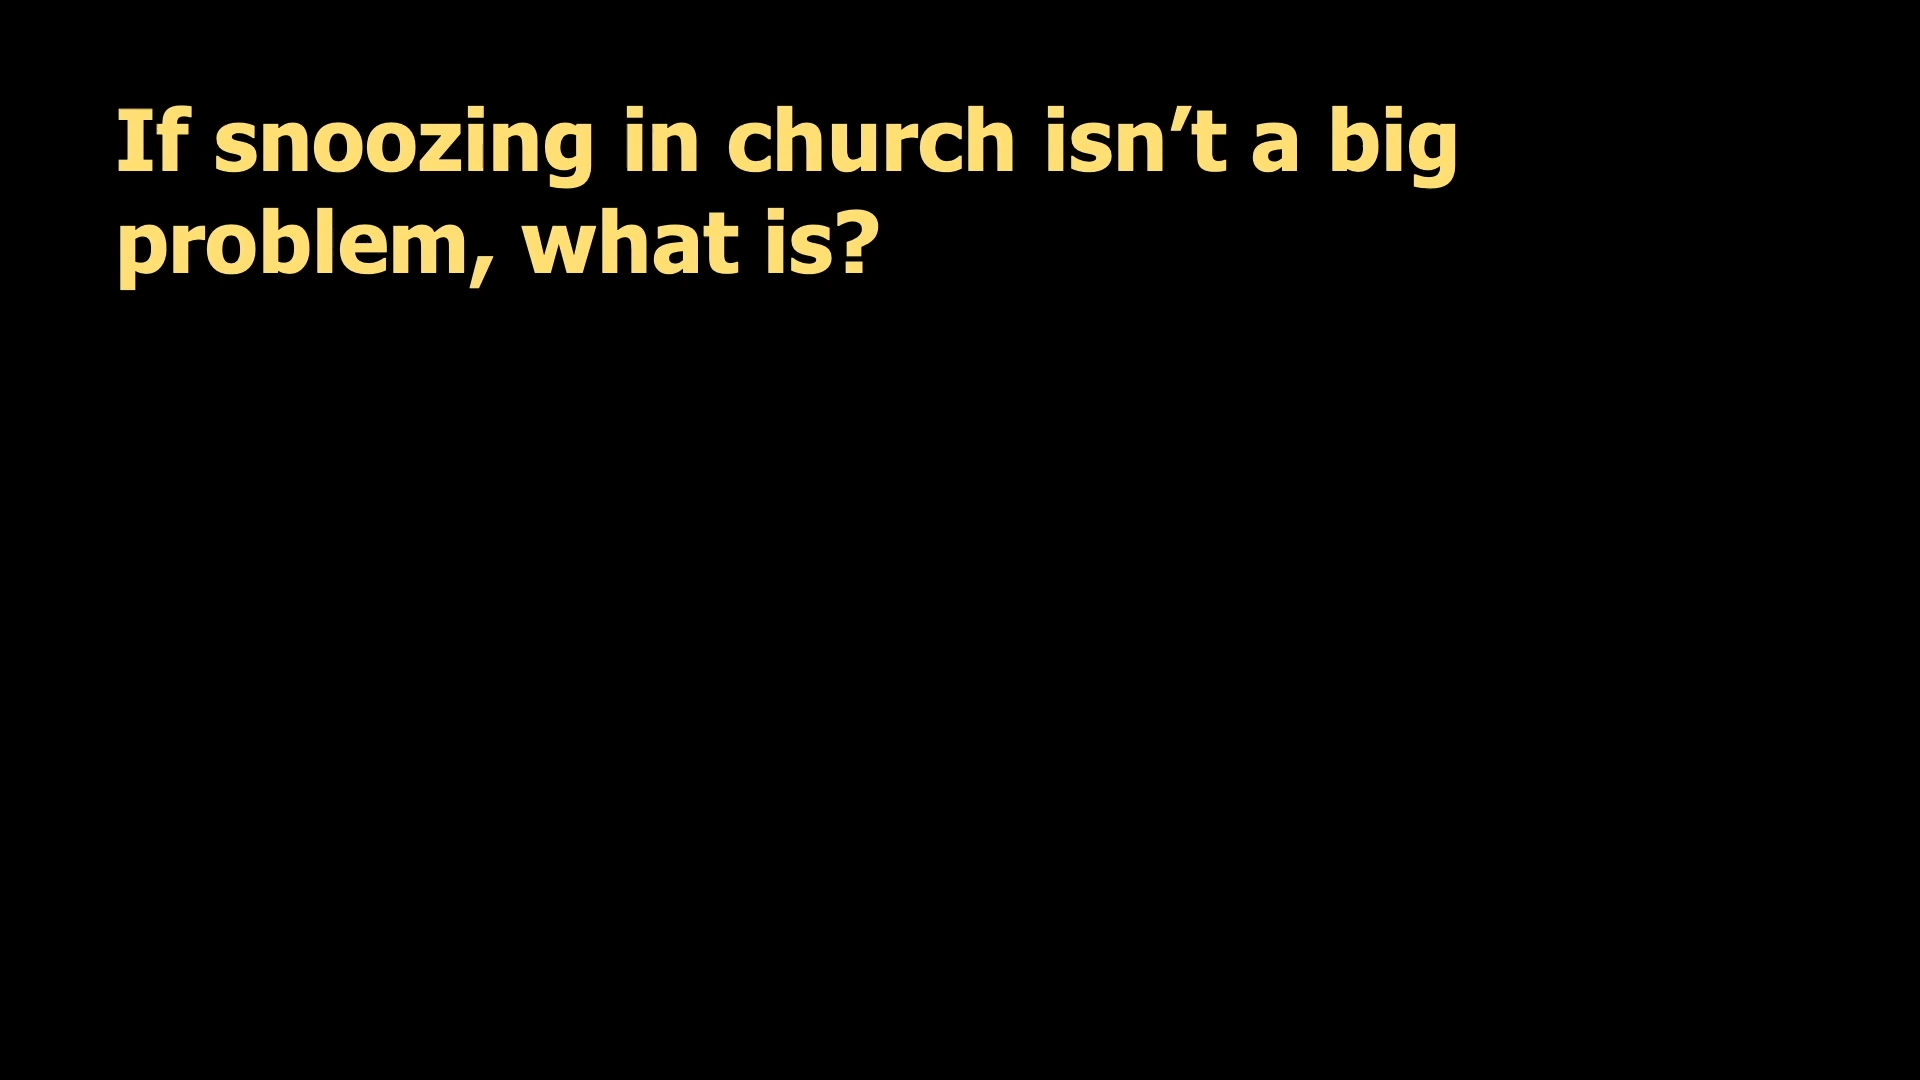 If snoozing in church isn’t a big
problem, what is?